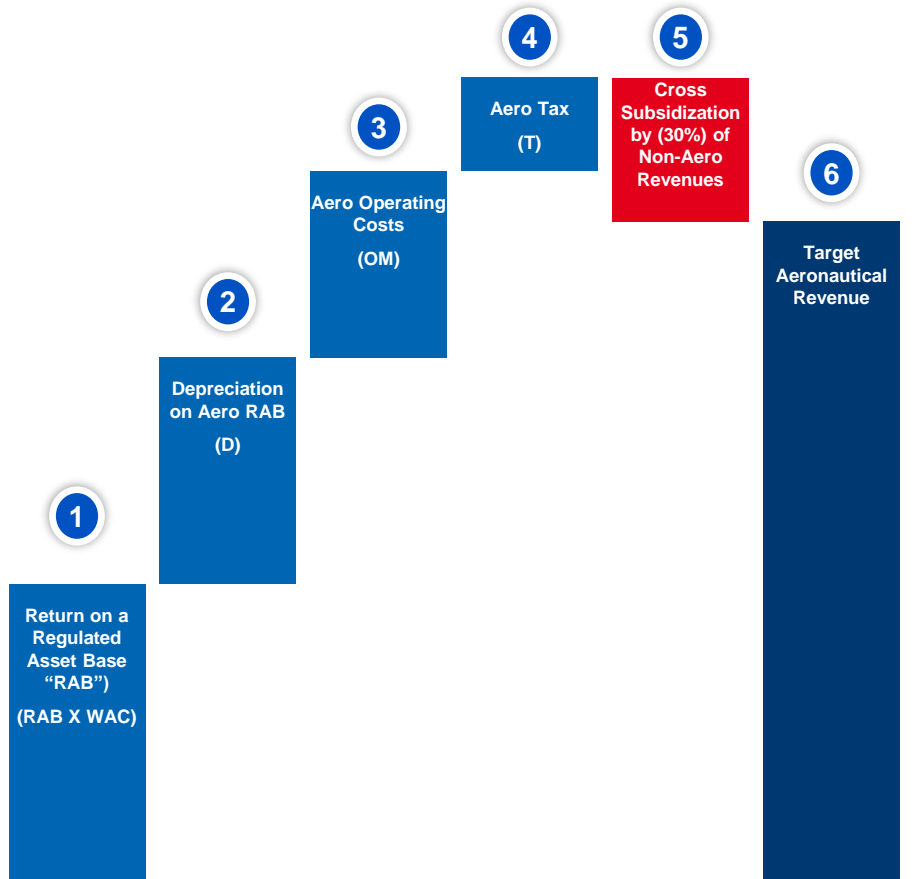 1
Return on a
Regulated
Asset Base
“RAB”)
(RAB X WAC)
2
Depreciation
on Aero RAB
(D)
3
Aero Operating
Costs
(OM)
4
Aero Tax
(T)
5
Cross
Subsidization
by (30%) of
Non-Aero
Revenues
6
Target
Aeronautical
Revenue